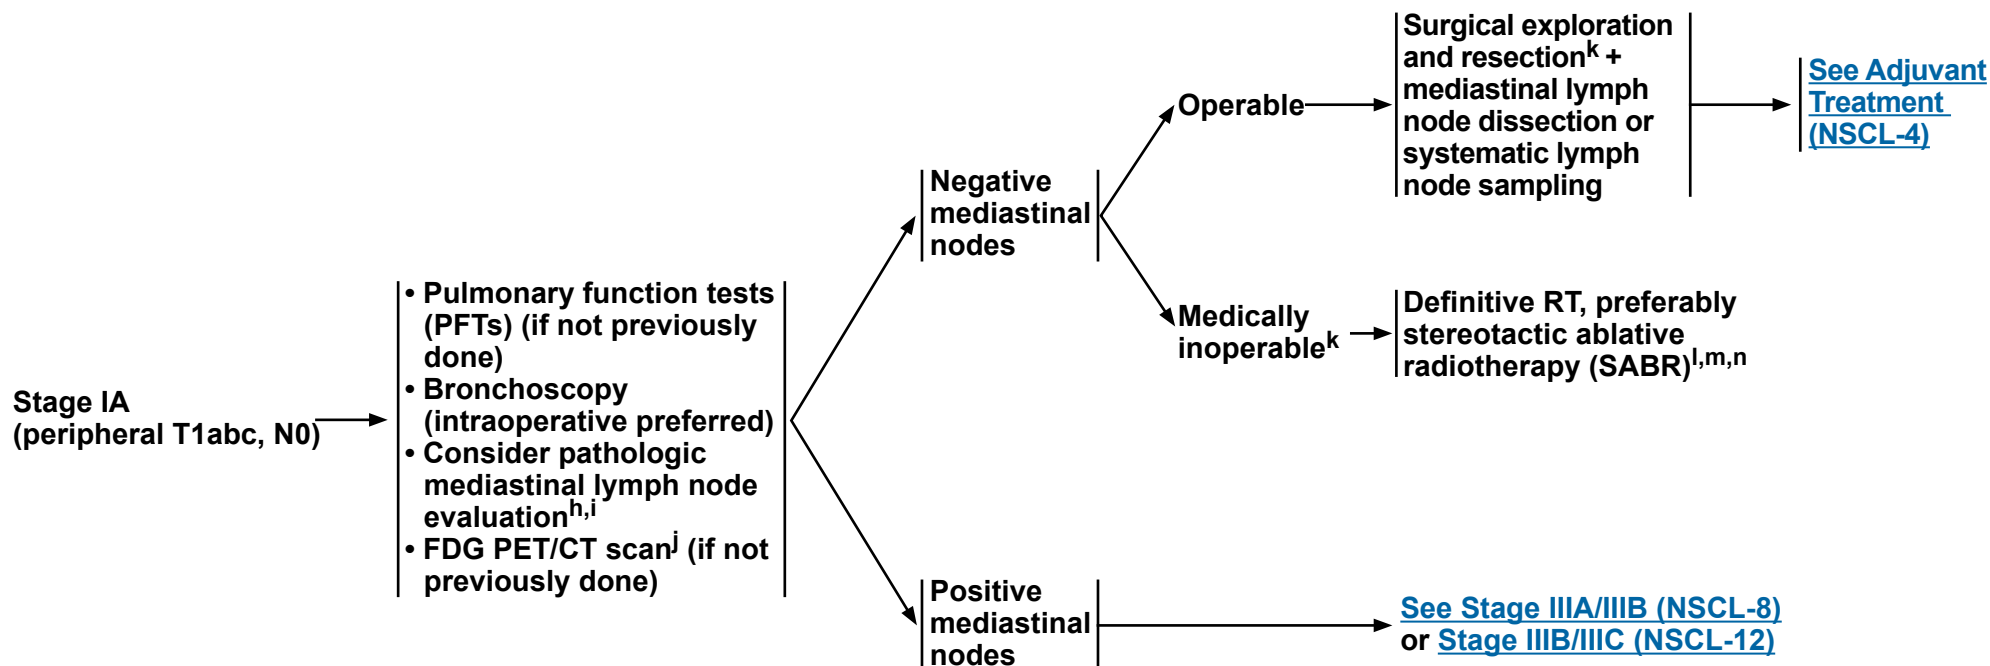 Stage IA
(peripheral T1abc, N0)
• Pulmonary function tests
(PFTs) (if not previously
done)
• Bronchoscopy
(intraoperative preferred)
• Consider pathologic
mediastinal lymph node
evaluationh,i
• FDG PET/CT scanj (if not
previously done)
Negative
mediastinal
nodes
Operable
Surgical exploration
and resectionk +
mediastinal lymph
node dissection or
systematic lymph
node sampling
See Adjuvant
Treatment
(NSCL-4)
Medically
inoperablek
Definitive RT, preferably
stereotactic ablative
radiotherapy (SABR)l,m,n
Positive
mediastinal
nodes
See Stage IIIA/IIIB (NSCL-8)
or Stage IIIB/IIIC (NSCL-12)